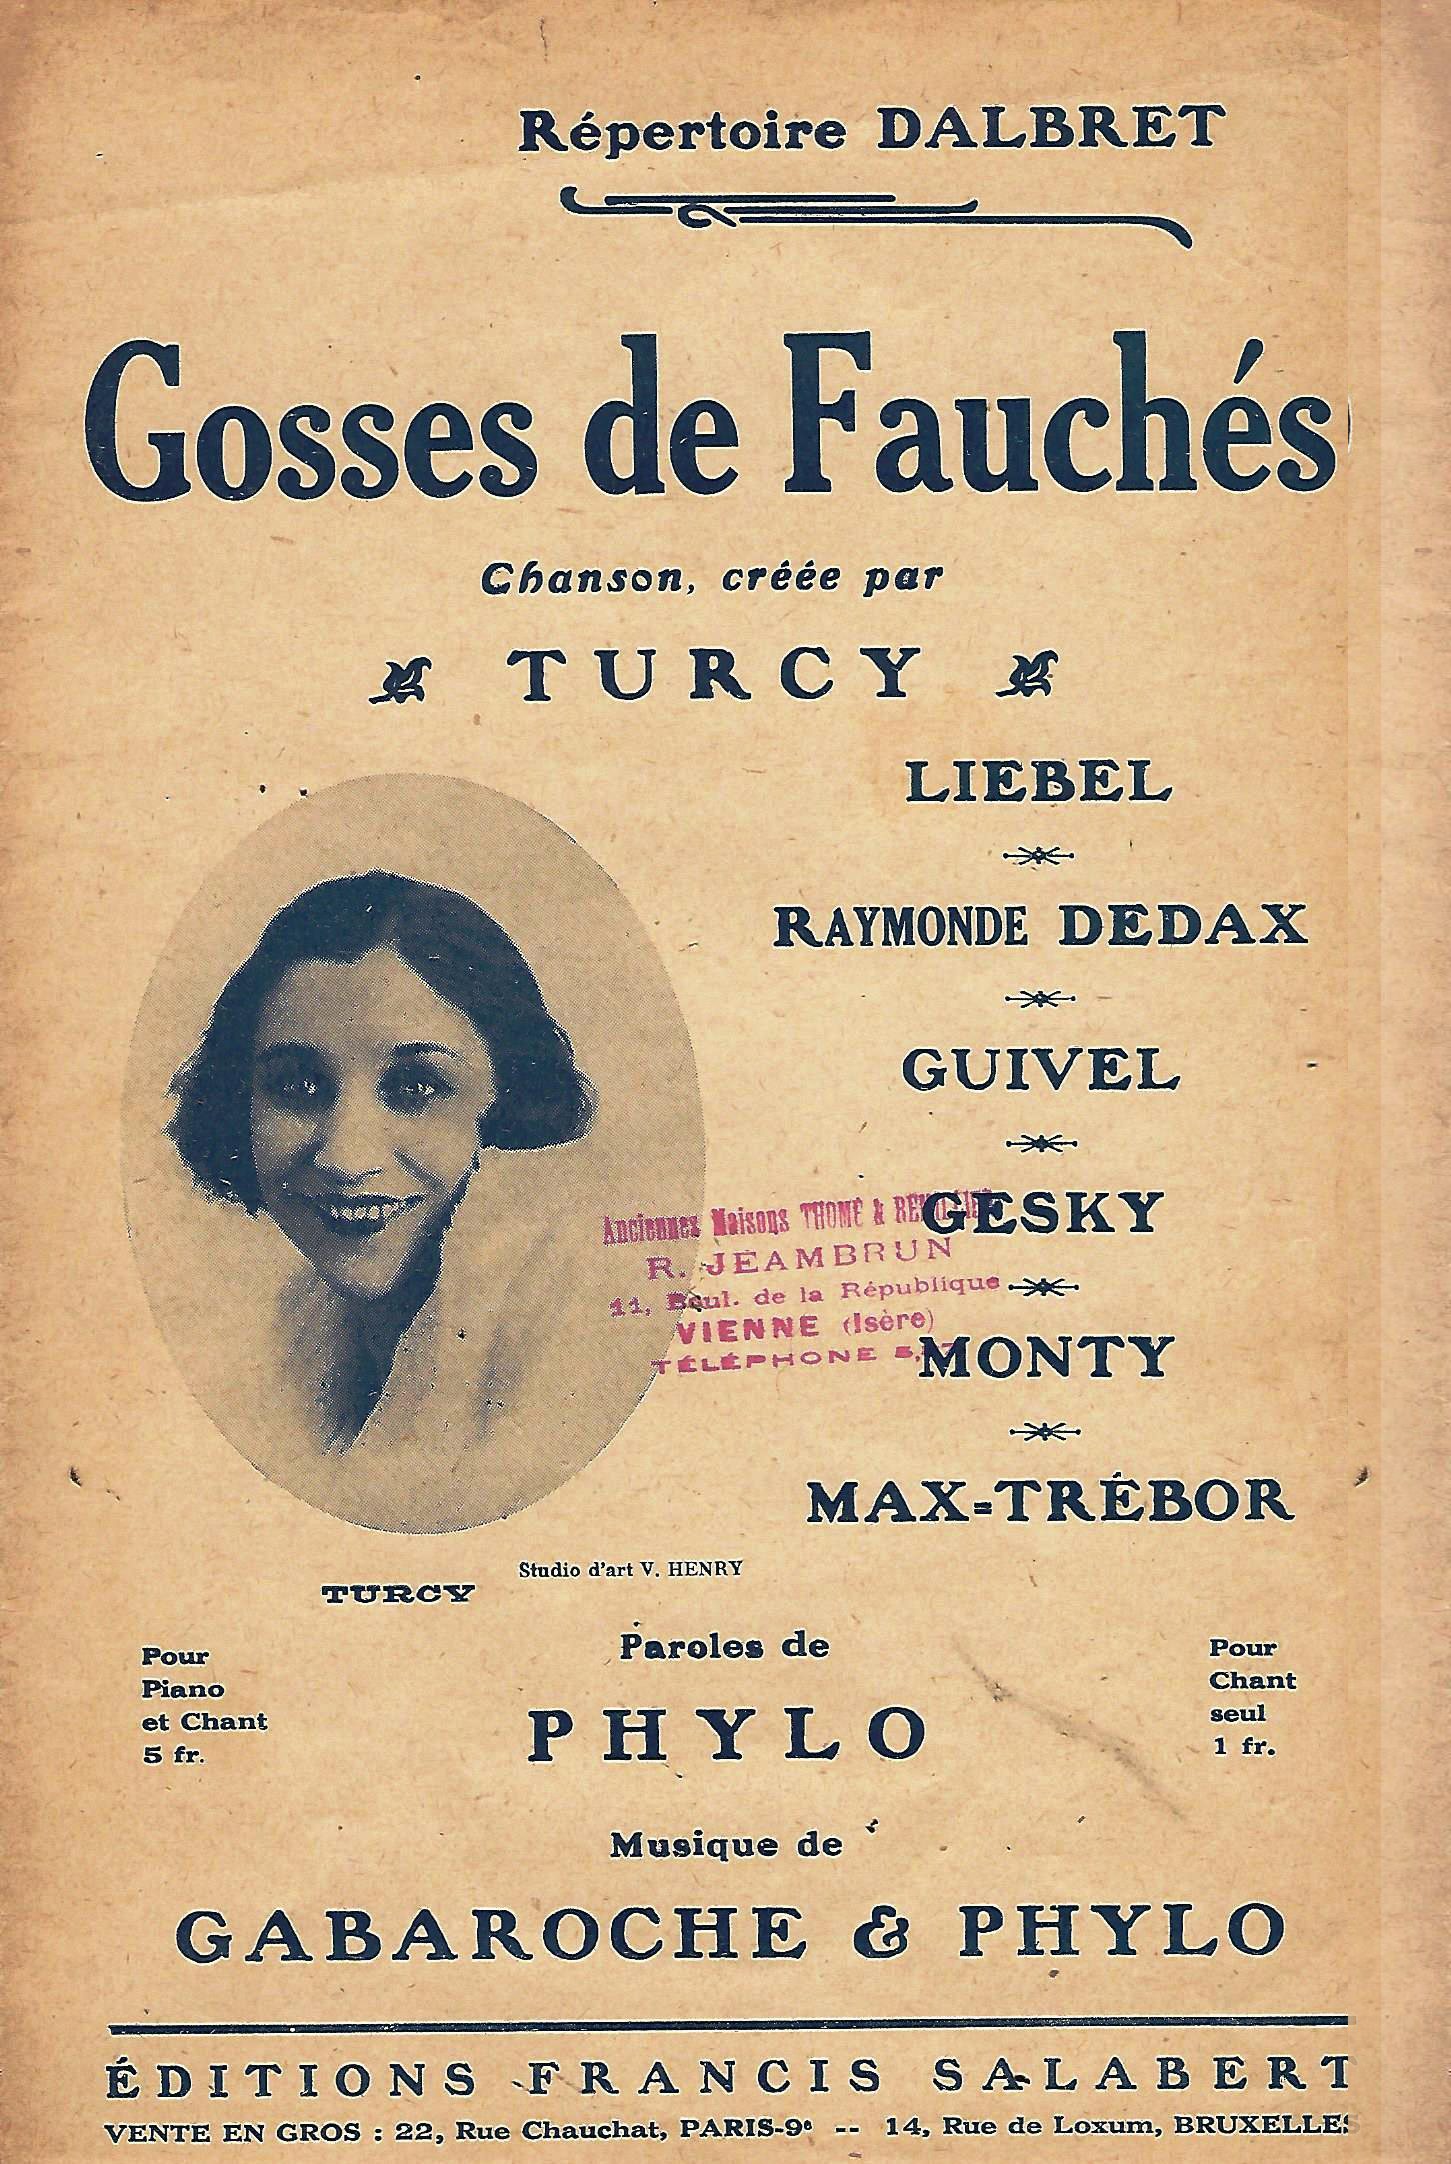 Répertoire DALBRET
Gosses de Fauchés
Chanson, créée par
TURCY
LIEBEL
RAYMONDE DEDAX
GUIVEL
GESKY
MONTY
MAX=TRÉBOR
Anciennes Maisons THOMÉ &
R. JEAMBRUN
11, Boul. de la République
VIENNE (Isère)
TÉLÉPHONE
Studio d'art V. HENRY
TURCY
Pour
Piano
et Chant
5 fr.
Paroles de
PHYLO
Pour
Chant
seul
1 fr.
Musique de
GABAROCHE & PHYLO
ÉDITIONS FRANCIS SALABERT
VENTE EN GROS : 22, Rue Chauchat, PARIS-9e -- 14, Rue de Loxum, BRUXELLES